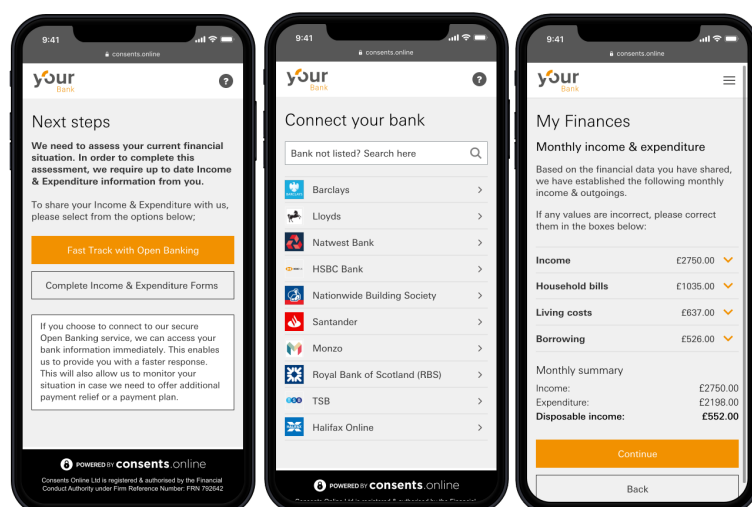 9:41
consents.online
your
Bank
?
Next steps
We need to assess your current financial
situation. In order to complete this
assessment, we require up to date Income
& Expenditure information from you.
To share your Income & Expenditure with us,
please select from the options below;
Fast Track with Open Banking
Complete Income & Expenditure Forms
If you choose to connect to our secure
Open Banking service, we can access your
bank information immediately. This enables
us to provide you with a faster response.
This will also allow us to monitor your
situation in case we need to offer additional
payment relief or a payment plan.
POWERED BY consents.online
Consents Online Ltd is registered & authorised by the Financial
Conduct Authority under Firm Reference Number: FRN 792642
9:41
consents.online
your
Bank
?
Connect your bank
Bank not listed? Search here
BARCLAYS
Barclays
Lloyds
Natwest Bank
HSBC Bank
Nationwide Building Society
Santander
Monzo
Royal Bank of Scotland (RBS)
TSB
TSB
Halifax Online
POWERED BY consents.online
Consents Online Ltd is registered & authorised by the Financial
9:41
consents.online
your
Bank
My Finances
Monthly income & expenditure
Based on the financial data you have shared,
we have established the following monthly
income & outgoings.
If any values are incorrect, please correct
them in the boxes below:
Income £2750.00
Household bills £1035.00
Living costs £637.00
Borrowing £526.00
Monthly summary
Income: £2750.00
Expenditure: £2198.00
Disposable income: £552.00
Continue
Back